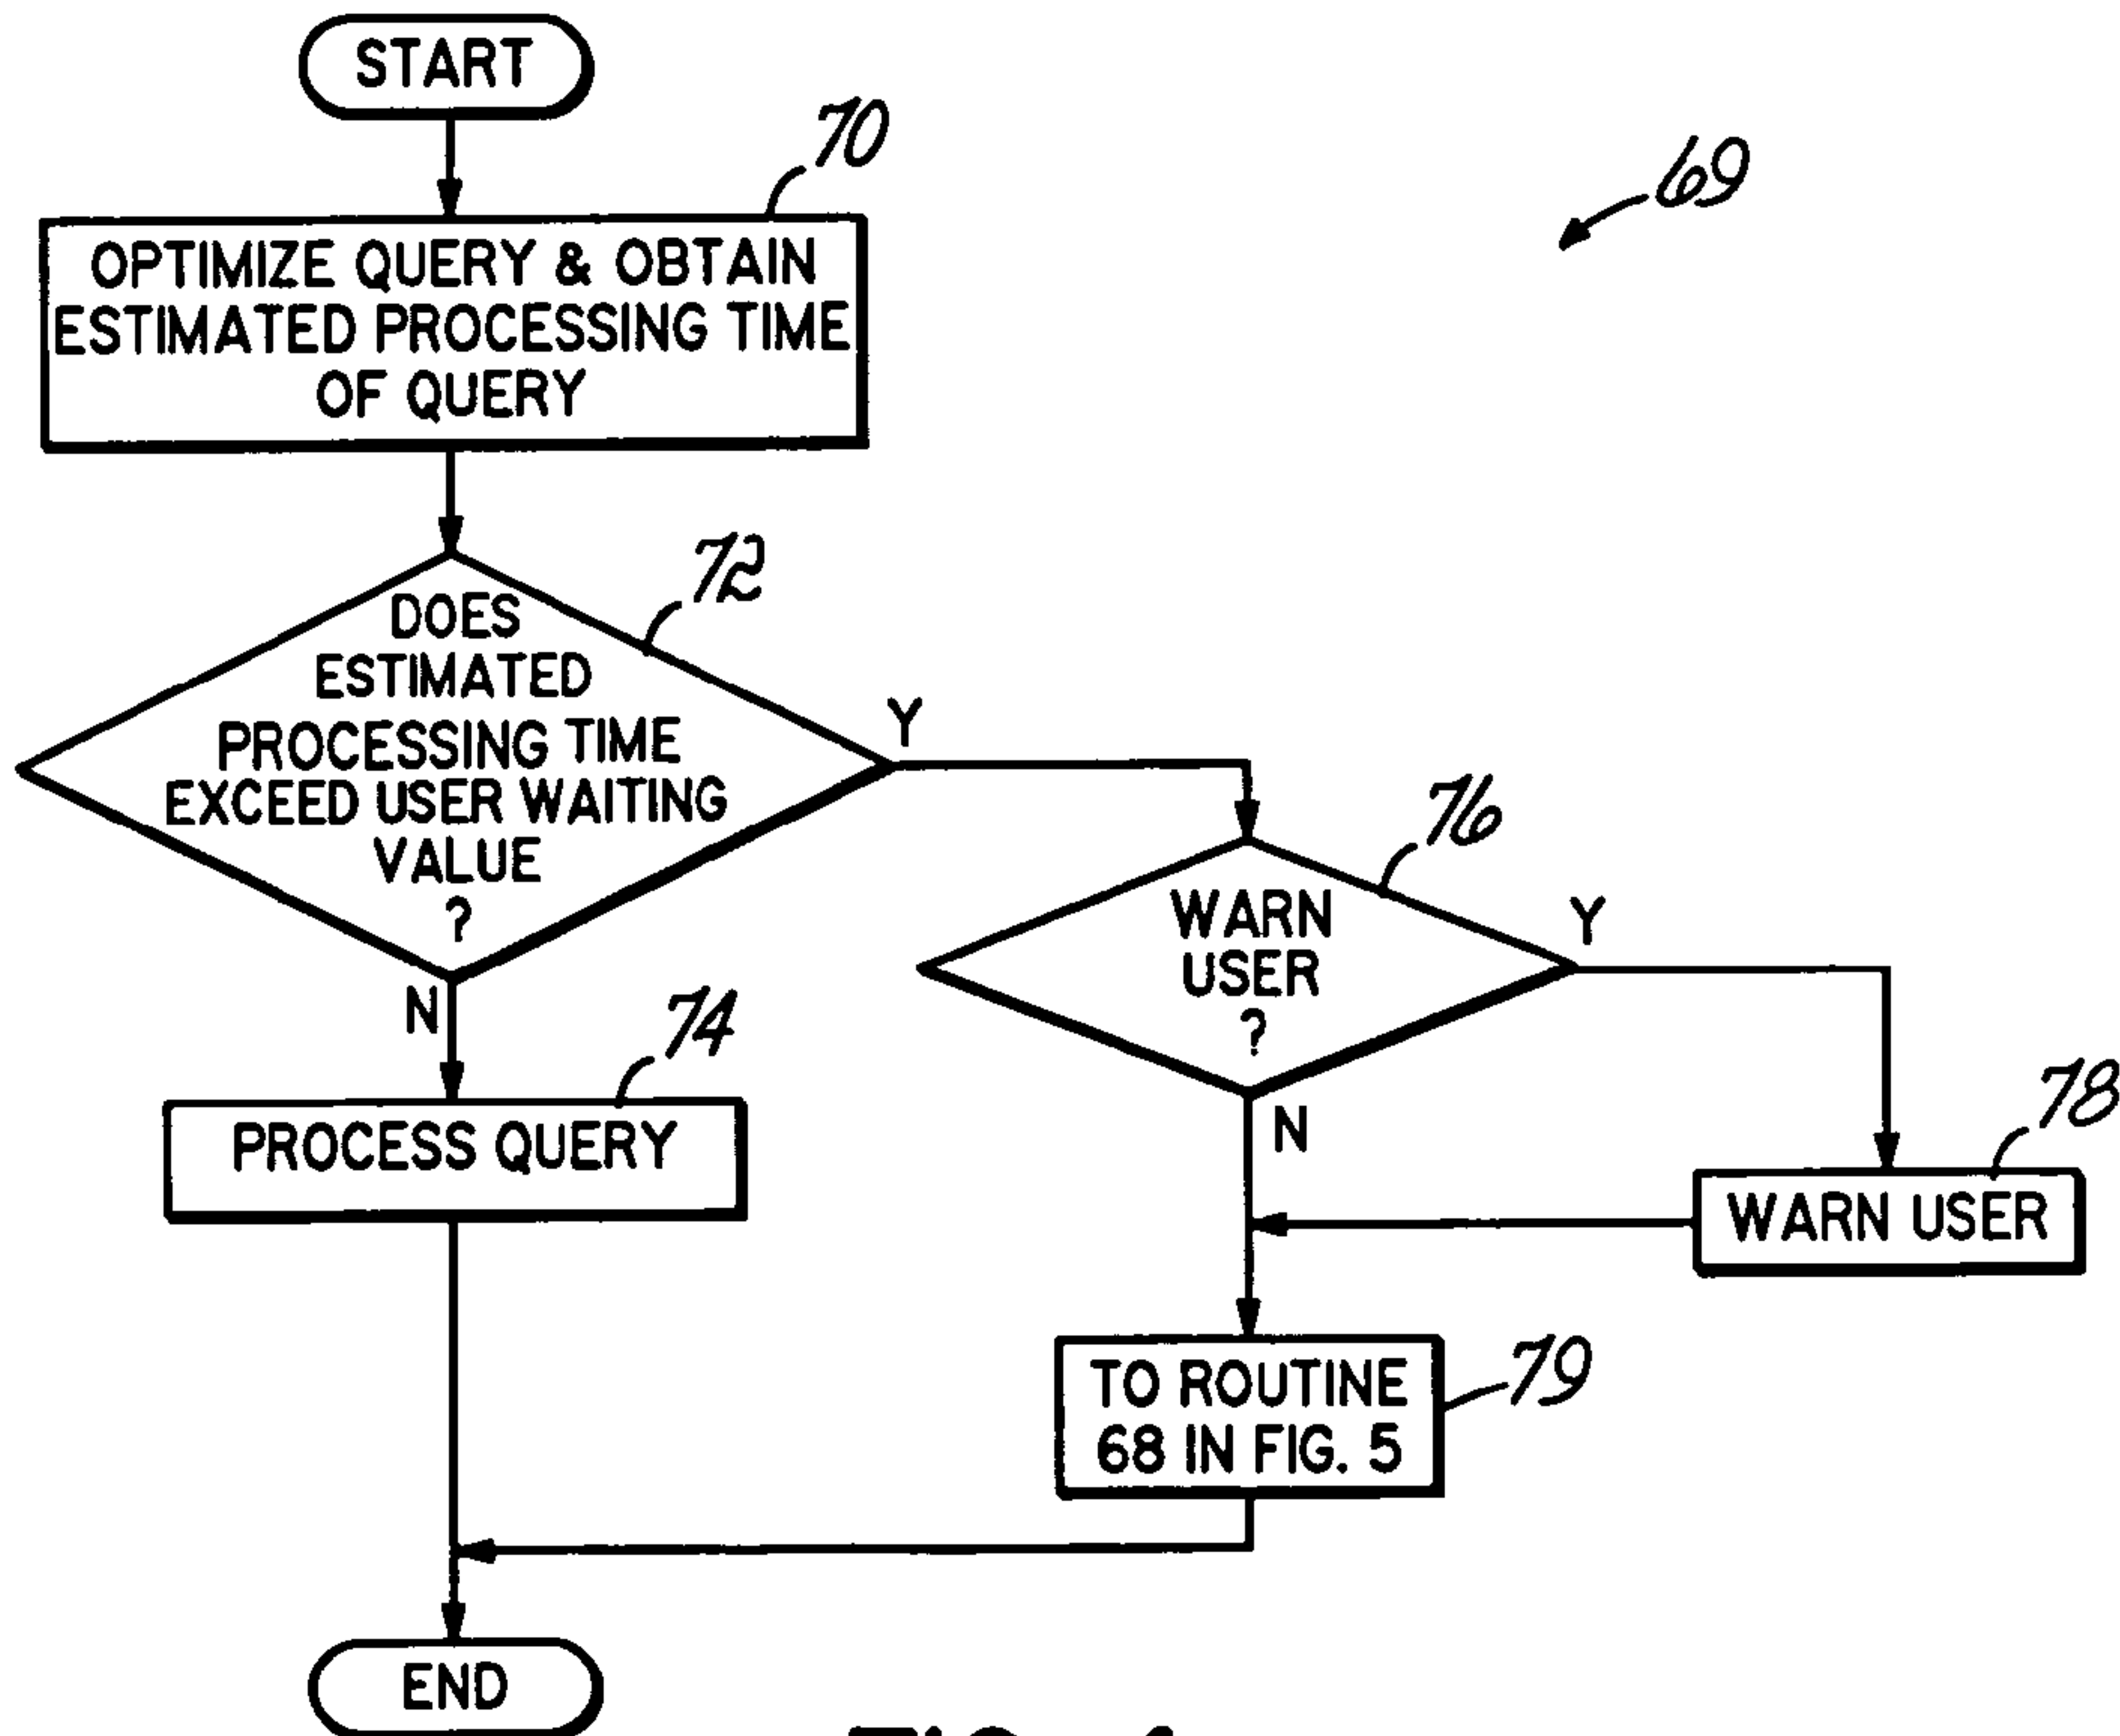 START
70
69
OPTIMIZE QUERY & OBTAIN
ESTIMATED PROCESSING TIME
OF QUERY
72
DOES
ESTIMATED
PROCESSING TIME
EXCEED USER WAITING
VALUE
?
Y
N
76
WARN
USER
?
Y
N
74
PROCESS QUERY
78
WARN USER
79
TO ROUTINE
68 IN FIG. 5
END